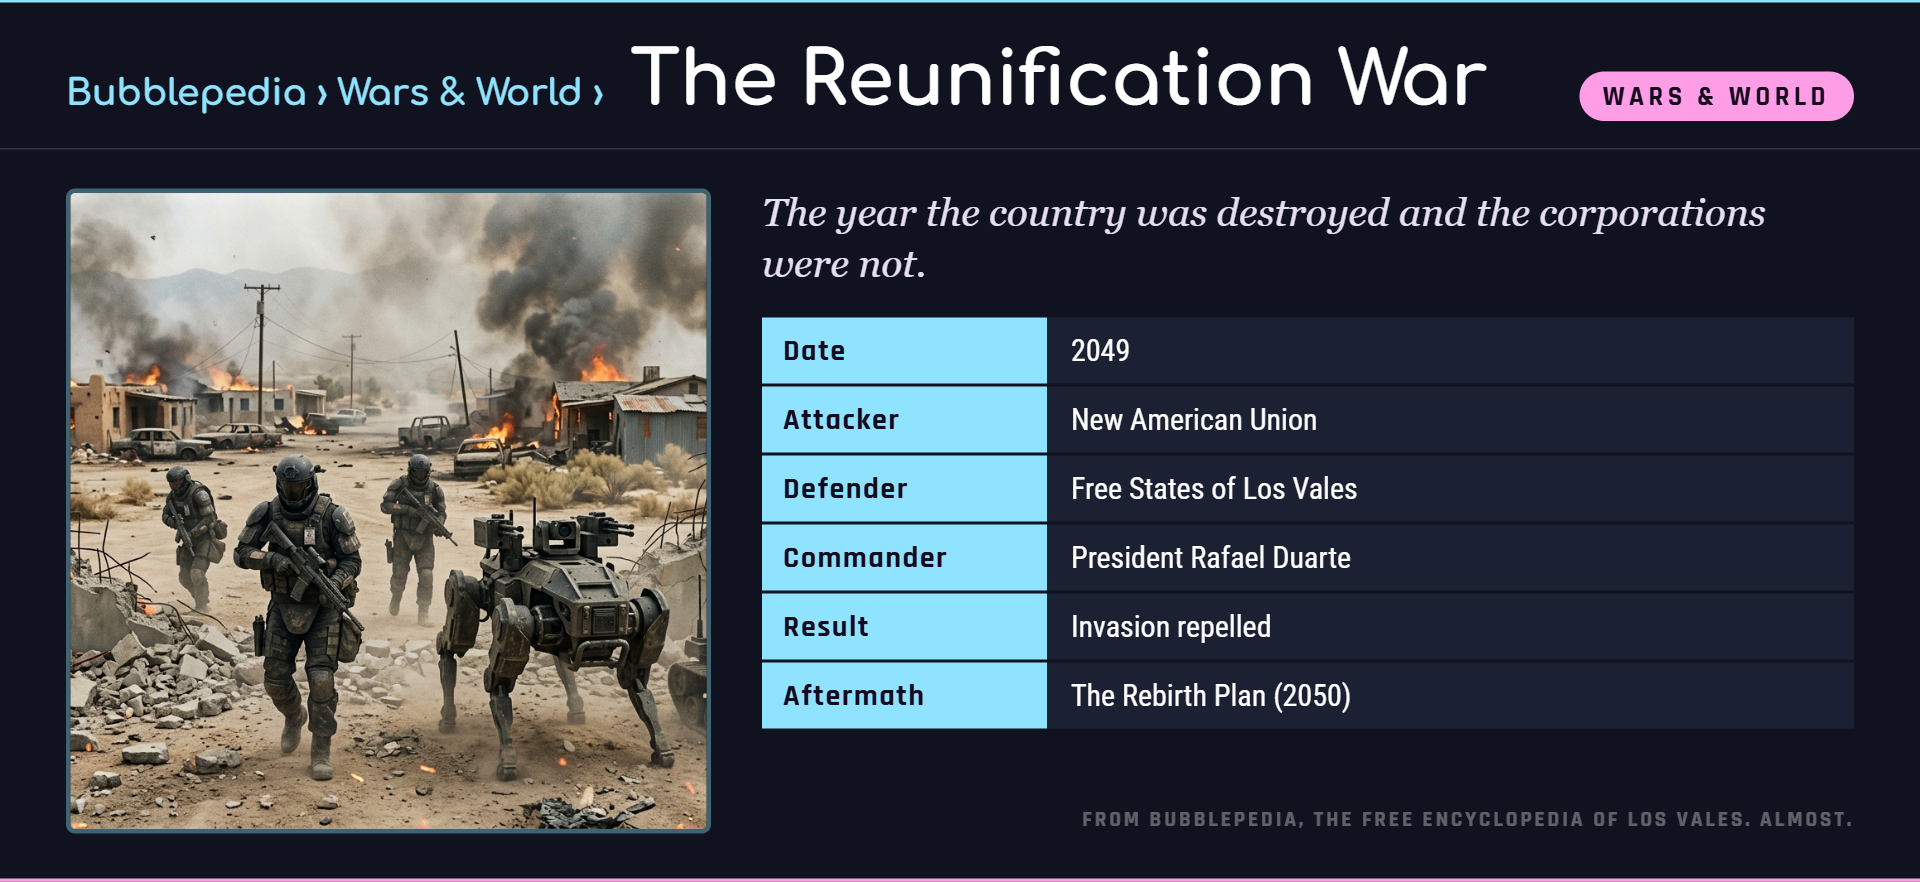 Bubblepedia › Wars & World › The Reunification War
WARS & WORLD
The year the country was destroyed and the corporations
were not.
Date 2049
Attacker New American Union
Defender Free States of Los Vales
Commander President Rafael Duarte
Result Invasion repelled
Aftermath The Rebirth Plan (2050)
FROM BUBBLEPEDIA, THE FREE ENCYCLOPEDIA OF LOS VALES. ALMOST.